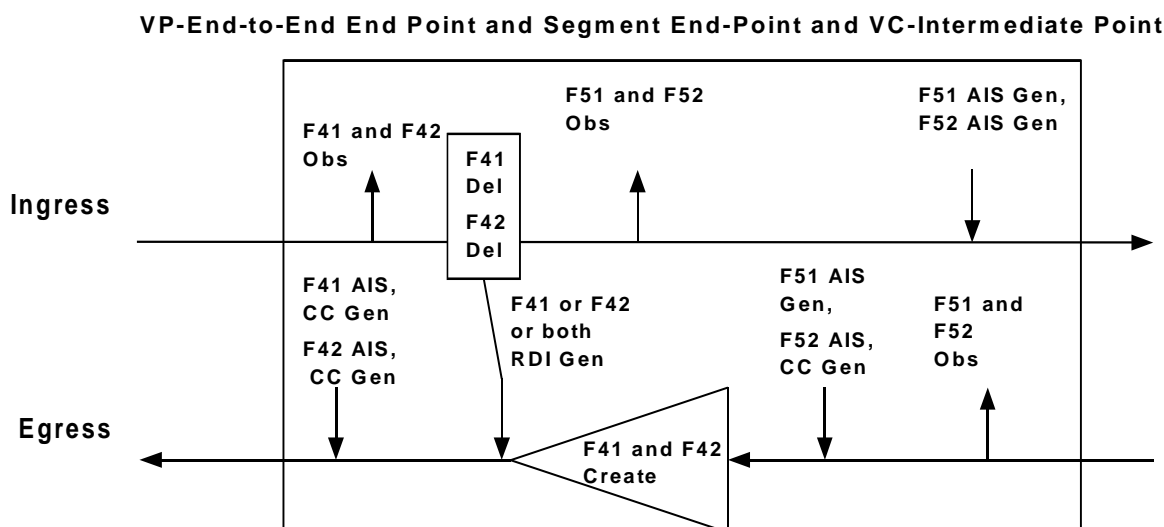 VP-End-to-End End Point and Segment End-Point and VC-Intermediate Point
F41 and F42
Obs
F41
Del
F42
Del
F51 and F52
Obs
F51 AIS Gen,
F52 AIS Gen
Ingress
F41 AIS,
CC Gen
F42 AIS,
CC Gen
F41 or F42
or both
RDI Gen
F51 AIS
Gen,
F52 AIS,
CC Gen
F51 and
F52
Obs
Egress
F41 and F42
Create